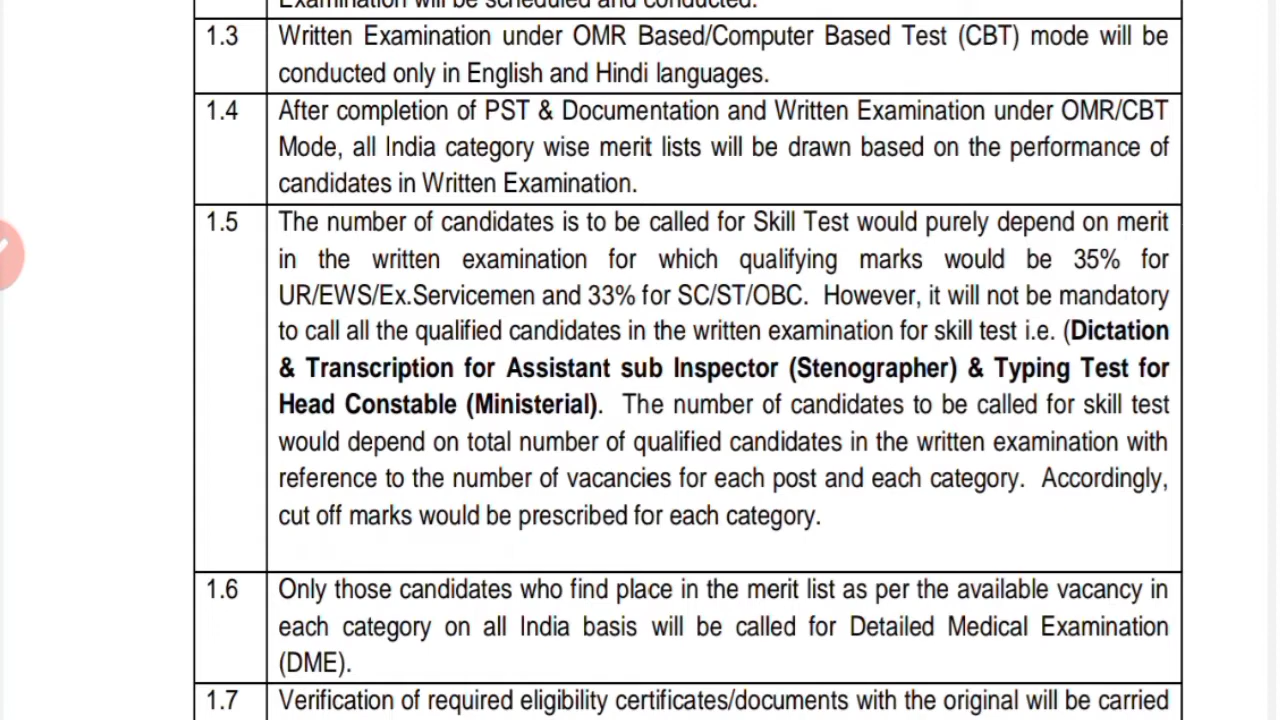 Examination will be scheduled and conducted.
1.3 Written Examination under OMR Based/Computer Based Test (CBT) mode will be
conducted only in English and Hindi languages.
1.4 After completion of PST & Documentation and Written Examination under OMR/CBT
Mode, all India category wise merit lists will be drawn based on the performance of
candidates in Written Examination.
1.5 The number of candidates is to be called for Skill Test would purely depend on merit
in the written examination for which qualifying marks would be 35% for
UR/EWS/Ex.Servicemen and 33% for SC/ST/OBC. However, it will not be mandatory
to call all the qualified candidates in the written examination for skill test i.e. (Dictation
& Transcription for Assistant sub Inspector (Stenographer) & Typing Test for
Head Constable (Ministerial). The number of candidates to be called for skill test
would depend on total number of qualified candidates in the written examination with
reference to the number of vacancies for each post and each category. Accordingly,
cut off marks would be prescribed for each category.
1.6 Only those candidates who find place in the merit list as per the available vacancy in
each category on all India basis will be called for Detailed Medical Examination
(DME).
1.7 Verification of required eligibility certificates/documents with the original will be carried